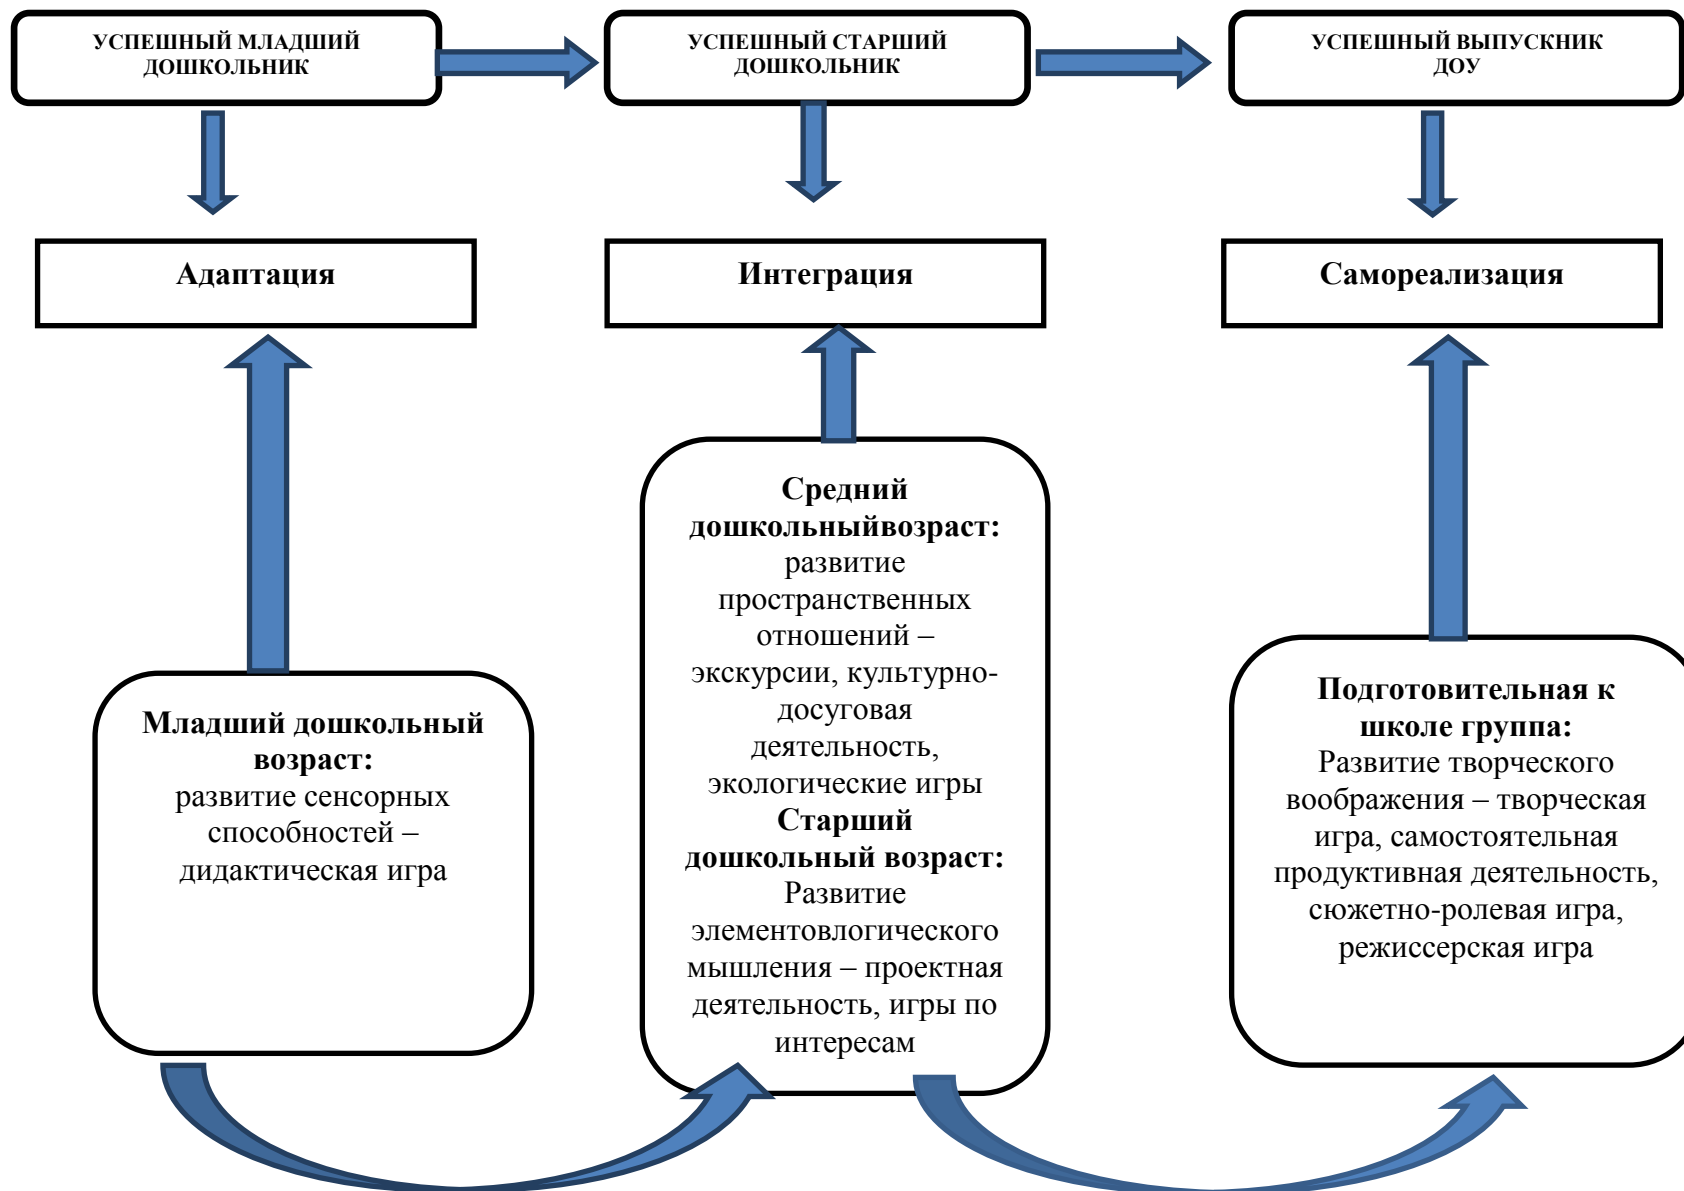 УСПЕШНЫЙ МЛАДШИЙ
ДОШКОЛЬНИК
УСПЕШНЫЙ СТАРШИЙ
ДОШКОЛЬНИК
УСПЕШНЫЙ ВЫПУСКНИК
ДОУ
Адаптация
Интеграция
Самореализация
Младший дошкольный
возраст:
развитие сенсорных
способностей –
дидактическая игра
Средний
дошкольныйвозраст:
развитие
пространственных
отношений –
экскурсии, культурно-
досуговая
деятельность,
экологические игры
Старший
дошкольный возраст:
Развитие
элементовлогического
мышления – проектная
деятельность, игры по
интересам
Подготовительная к
школе группа:
Развитие творческого
воображения – творческая
игра, самостоятельная
продуктивная деятельность,
сюжетно-ролевая игра,
режиссерская игра